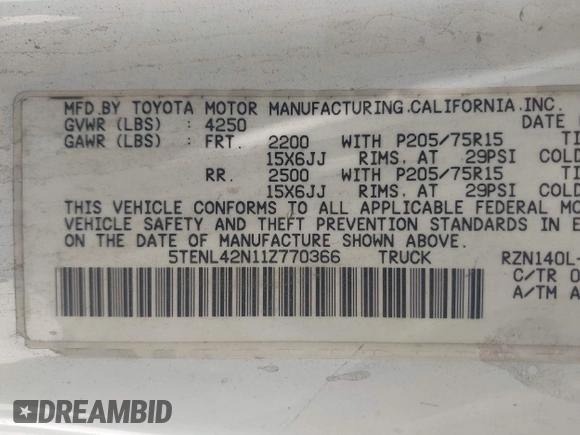 MFD.BY TOYOTA MOTOR MANUFACTURING.CALIFORNIA.INC.
GVWR (LBS) : 4250 DATE
GAWR (LBS) : FRT. 2200 WITH P205/75R15
15X6JJ RIMS. AT 29PSI COLD
RR. 2500 WITH P205/75R15
15X6JJ RIMS. AT 29PSI COLD
THIS VEHICLE CONFORMS TO ALL APPLICABLE FEDERAL
VEHICLE SAFETY AND THEFT PREVENTION STANDARDS IN
ON THE DATE OF MANUFACTURE SHOWN ABOVE.
5TENL42N11Z770366 TRUCK RZN140L-
C/TR
A/TM
DREAMBID